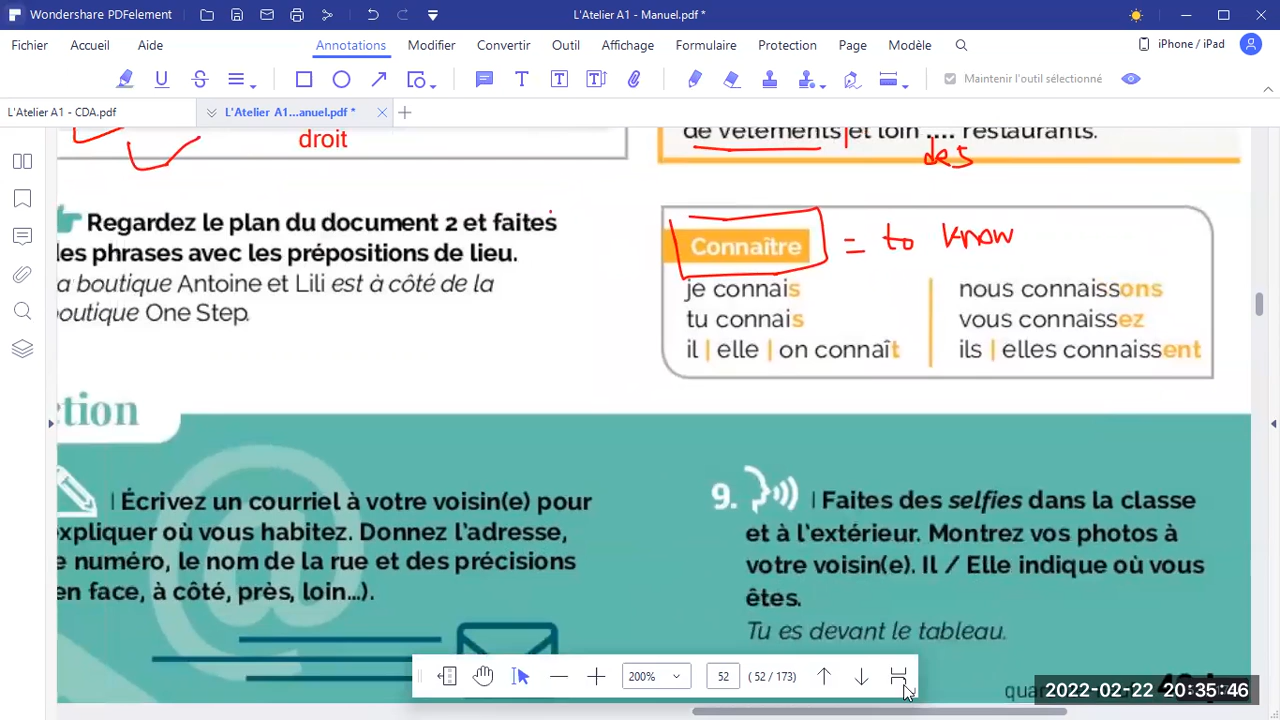 Wondershare PDFelement
L'Atelier A1 - Manuel.pdf *
Fichier Accueil Aide Annotations Modifier Convertir Outil Affichage Formulaire Protection Page Modèle iPhone / iPad
Maintenir l'outil sélectionné
L'Atelier A1 - CDA.pdf L'Atelier A1...anuel.pdf *
droit
de vêtements et loin .... restaurants.
des
Regardez le plan du document 2 et faites
des phrases avec les prépositions de lieu.
a boutique Antoine et Lili est à côté de la
boutique One Step.
Connaître = to know
je connais
tu connais
il | elle | on connaît
nous connaissons
vous connaissez
ils | elles connaissent
ction
| Écrivez un courriel à votre voisin(e) pour
expliquer où vous habitez. Donnez l'adresse,
e numéro, le nom de la rue et des précisions
en face, à côté, près, loin...).
9. | Faites des selfies dans la classe
et à l'extérieur. Montrez vos photos à
votre voisin(e). Il / Elle indique où vous
êtes.
Tu es devant le tableau.
200% 52 ( 52 / 173)
2022-02-22 20:35:46